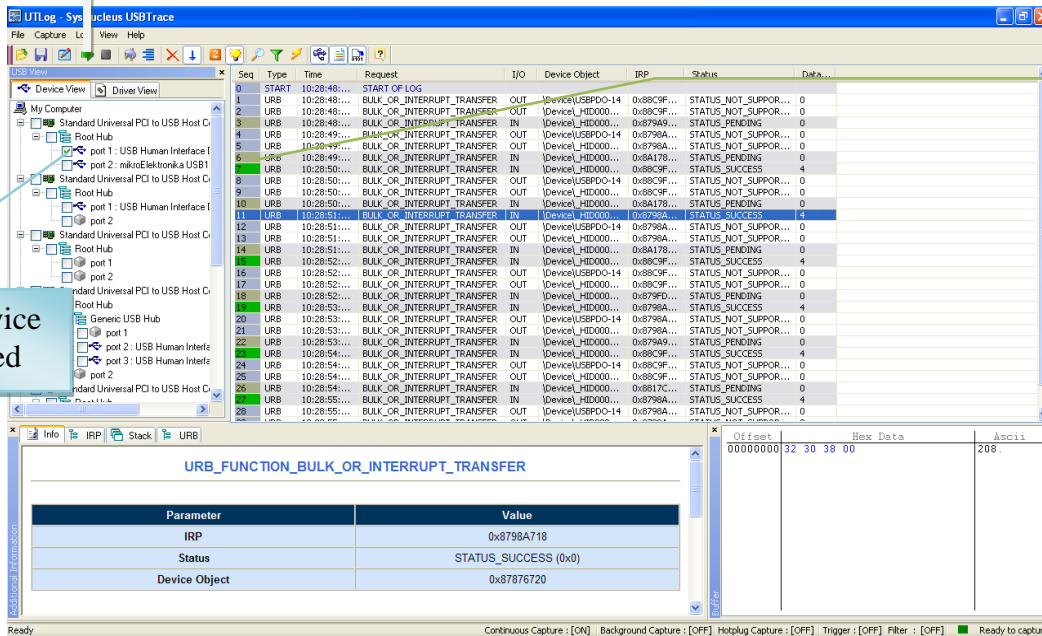 UTLog - Sys ucleus USBTrace
File Capture Lo View Help
USB View
Device View Driver View
My Computer
Standard Universal PCI to USB Host Co
Root Hub
port 1 : USB Human Interface D
port 2 : mikroElektronika USB1
Standard Universal PCI to USB Host Co
Root Hub
port 1 : USB Human Interface D
port 2
Standard Universal PCI to USB Host Co
Root Hub
port 1
port 2
ndard Universal PCI to USB Host Co
Root Hub
Generic USB Hub
port 1
port 2 : USB Human Interfa
port 3 : USB Human Interfa
port 2
ndard Universal PCI to USB Host Co
vice
ed
Seq Type Time Request I/O Device Object IRP Status Data...
0 START 10:28:48:... START OF LOG
1 URB 10:28:48:... BULK_OR_INTERRUPT_TRANSFER OUT \Device\USBPDO-14 0x88C9F... STATUS_NOT_SUPPOR... 0
2 URB 10:28:48:... BULK_OR_INTERRUPT_TRANSFER OUT \Device\_HID000... 0x88C9F... STATUS_NOT_SUPPOR... 0
3 URB 10:28:48:... BULK_OR_INTERRUPT_TRANSFER IN \Device\_HID000... 0x879A9... STATUS_PENDING 0
4 URB 10:28:49:... BULK_OR_INTERRUPT_TRANSFER OUT \Device\USBPDO-14 0x8798A... STATUS_NOT_SUPPOR... 0
5 URB 10:28:49:... BULK_OR_INTERRUPT_TRANSFER OUT \Device\_HID000... 0x8798A... STATUS_NOT_SUPPOR... 0
6 URB 10:28:49:... BULK_OR_INTERRUPT_TRANSFER IN \Device\_HID000... 0x8A178... STATUS_PENDING 0
7 URB 10:28:50:... BULK_OR_INTERRUPT_TRANSFER IN \Device\_HID000... 0x88C9F... STATUS_SUCCESS 4
8 URB 10:28:50:... BULK_OR_INTERRUPT_TRANSFER OUT \Device\USBPDO-14 0x88C9F... STATUS_NOT_SUPPOR... 0
9 URB 10:28:50:... BULK_OR_INTERRUPT_TRANSFER OUT \Device\_HID000... 0x88C9F... STATUS_NOT_SUPPOR... 0
10 URB 10:28:50:... BULK_OR_INTERRUPT_TRANSFER IN \Device\_HID000... 0x8A178... STATUS_PENDING 0
11 URB 10:28:51:... BULK_OR_INTERRUPT_TRANSFER IN \Device\_HID000... 0x8798A... STATUS_SUCCESS 4
12 URB 10:28:51:... BULK_OR_INTERRUPT_TRANSFER OUT \Device\USBPDO-14 0x8798A... STATUS_NOT_SUPPOR... 0
13 URB 10:28:51:... BULK_OR_INTERRUPT_TRANSFER OUT \Device\_HID000... 0x8798A... STATUS_NOT_SUPPOR... 0
14 URB 10:28:51:... BULK_OR_INTERRUPT_TRANSFER IN \Device\_HID000... 0x8A178... STATUS_PENDING 0
15 URB 10:28:52:... BULK_OR_INTERRUPT_TRANSFER IN \Device\_HID000... 0x88C9F... STATUS_SUCCESS 4
16 URB 10:28:52:... BULK_OR_INTERRUPT_TRANSFER OUT \Device\USBPDO-14 0x88C9F... STATUS_NOT_SUPPOR... 0
17 URB 10:28:52:... BULK_OR_INTERRUPT_TRANSFER OUT \Device\_HID000... 0x88C9F... STATUS_NOT_SUPPOR... 0
18 URB 10:28:52:... BULK_OR_INTERRUPT_TRANSFER IN \Device\_HID000... 0x879FD... STATUS_PENDING 0
19 URB 10:28:53:... BULK_OR_INTERRUPT_TRANSFER IN \Device\_HID000... 0x8798A... STATUS_SUCCESS 4
20 URB 10:28:53:... BULK_OR_INTERRUPT_TRANSFER OUT \Device\USBPDO-14 0x8798A... STATUS_NOT_SUPPOR... 0
21 URB 10:28:53:... BULK_OR_INTERRUPT_TRANSFER OUT \Device\_HID000... 0x8798A... STATUS_NOT_SUPPOR... 0
22 URB 10:28:53:... BULK_OR_INTERRUPT_TRANSFER IN \Device\_HID000... 0x879A9... STATUS_PENDING 0
23 URB 10:28:54:... BULK_OR_INTERRUPT_TRANSFER IN \Device\_HID000... 0x88C9F... STATUS_SUCCESS 4
24 URB 10:28:54:... BULK_OR_INTERRUPT_TRANSFER OUT \Device\USBPDO-14 0x88C9F... STATUS_NOT_SUPPOR... 0
25 URB 10:28:54:... BULK_OR_INTERRUPT_TRANSFER OUT \Device\_HID000... 0x88C9F... STATUS_NOT_SUPPOR... 0
26 URB 10:28:54:... BULK_OR_INTERRUPT_TRANSFER IN \Device\_HID000... 0x8817C... STATUS_PENDING 0
27 URB 10:28:55:... BULK_OR_INTERRUPT_TRANSFER IN \Device\_HID000... 0x8798A... STATUS_SUCCESS 4
28 URB 10:28:55:... BULK_OR_INTERRUPT_TRANSFER OUT \Device\USBPDO-14 0x8798A... STATUS_NOT_SUPPOR... 0
Info IRP Stack URB
URB_FUNCTION_BULK_OR_INTERRUPT_TRANSFER
Parameter Value
IRP 0x8798A718
Status STATUS_SUCCESS (0x0)
Device Object 0x87876720
Additional Information
Offset Hex Data Ascii
00000000 32 30 38 00 208.
Buffer
Ready Continuous Capture : [ON] Background Capture : [OFF] Hotplug Capture : [OFF] Trigger : [OFF] Filter : [OFF] Ready to captur